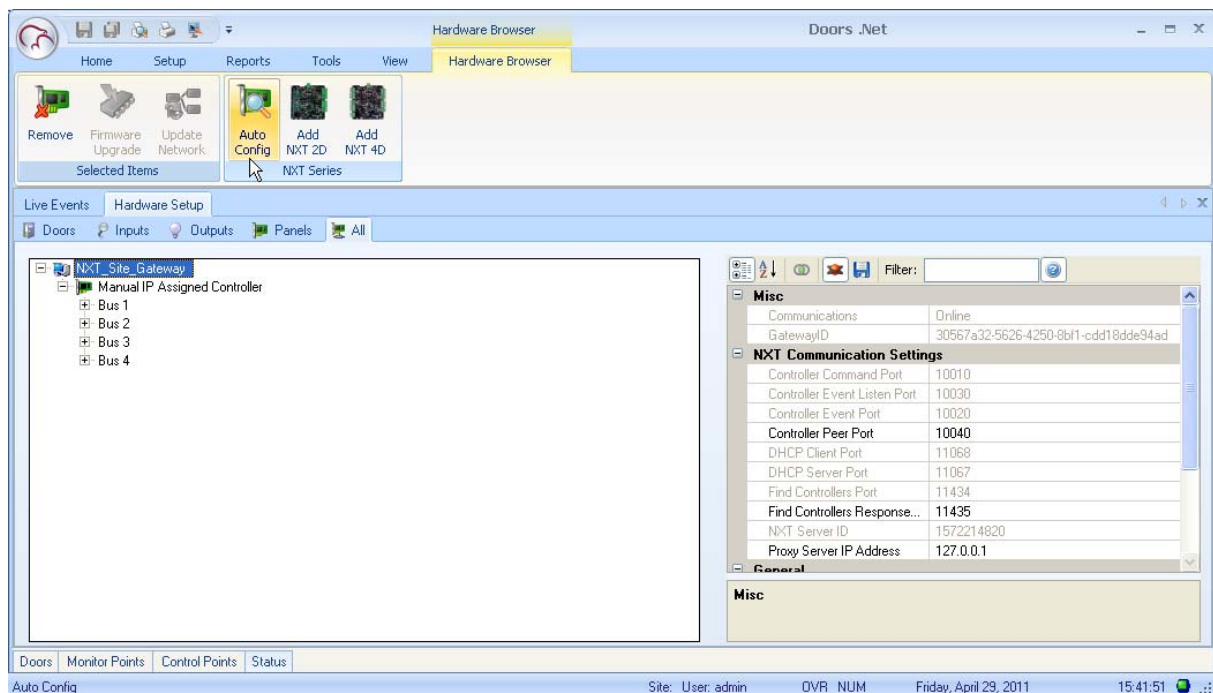 Hardware Browser
Doors .Net
Home Setup Reports Tools View Hardware Browser
Remove
Firmware Upgrade
Update Network
Auto Config
Add NXT 2D
Add NXT 4D
Selected Items
NXT Series
Live Events Hardware Setup
Doors Inputs Outputs Panels All
NXT_Site_Gateway
Manual IP Assigned Controller
Bus 1
Bus 2
Bus 3
Bus 4
Filter:
Misc
Communications Online
GatewayID 30567a32-5626-4250-8bf1-cdd18dde94ad
NXT Communication Settings
Controller Command Port 10010
Controller Event Listen Port 10030
Controller Event Port 10020
Controller Peer Port 10040
DHCP Client Port 11068
DHCP Server Port 11067
Find Controllers Port 11434
Find Controllers Response... 11435
NXT Server ID 1572214820
Proxy Server IP Address 127.0.0.1
General
Misc
Doors Monitor Points Control Points Status
Auto Config Site: User: admin OVR NUM Friday, April 29, 2011 15:41:51